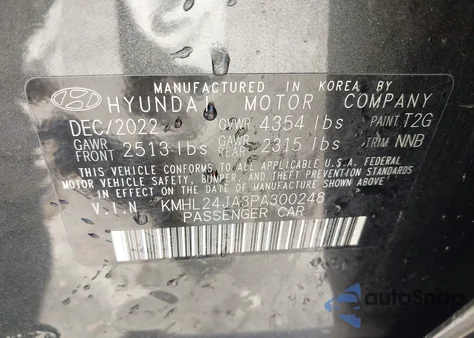 MANUFACTURED IN KOREA BY
HYUNDAI MOTOR COMPANY
DEC/2022 GVWR 4354 lbs PAINT T2G
GAWR FRONT 2513 lbs GAWR REAR 2315 lbs TRIM NNB
THIS VEHICLE CONFORMS TO ALL APPLICABLE U.S.A. FEDERAL
MOTOR VEHICLE SAFETY, BUMPER, AND THEFT PREVENTION STANDARDS
IN EFFECT ON THE DATE OF MANUFACTURE SHOWN ABOVE.
V.I.N KMHL24JA3PA300248
PASSENGER CAR
autoSnap